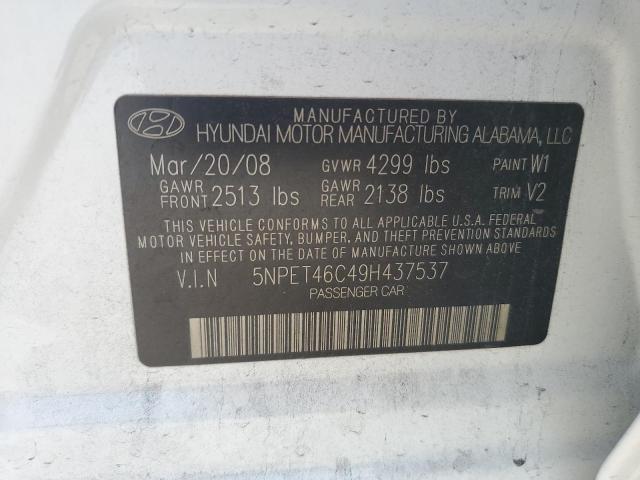 MANUFACTURED BY
HYUNDAI MOTOR MANUFACTURING ALABAMA, LLC
Mar/20/08 GVWR 4299 lbs PAINT W1
GAWR FRONT 2513 lbs GAWR REAR 2138 lbs TRIM V2
THIS VEHICLE CONFORMS TO ALL APPLICABLE U.S.A. FEDERAL
MOTOR VEHICLE SAFETY, BUMPER, AND THEFT PREVENTION STANDARDS
IN EFFECT ON THE DATE OF MANUFACTURE SHOWN ABOVE.
V.I.N 5NPET46C49H437537
PASSENGER CAR